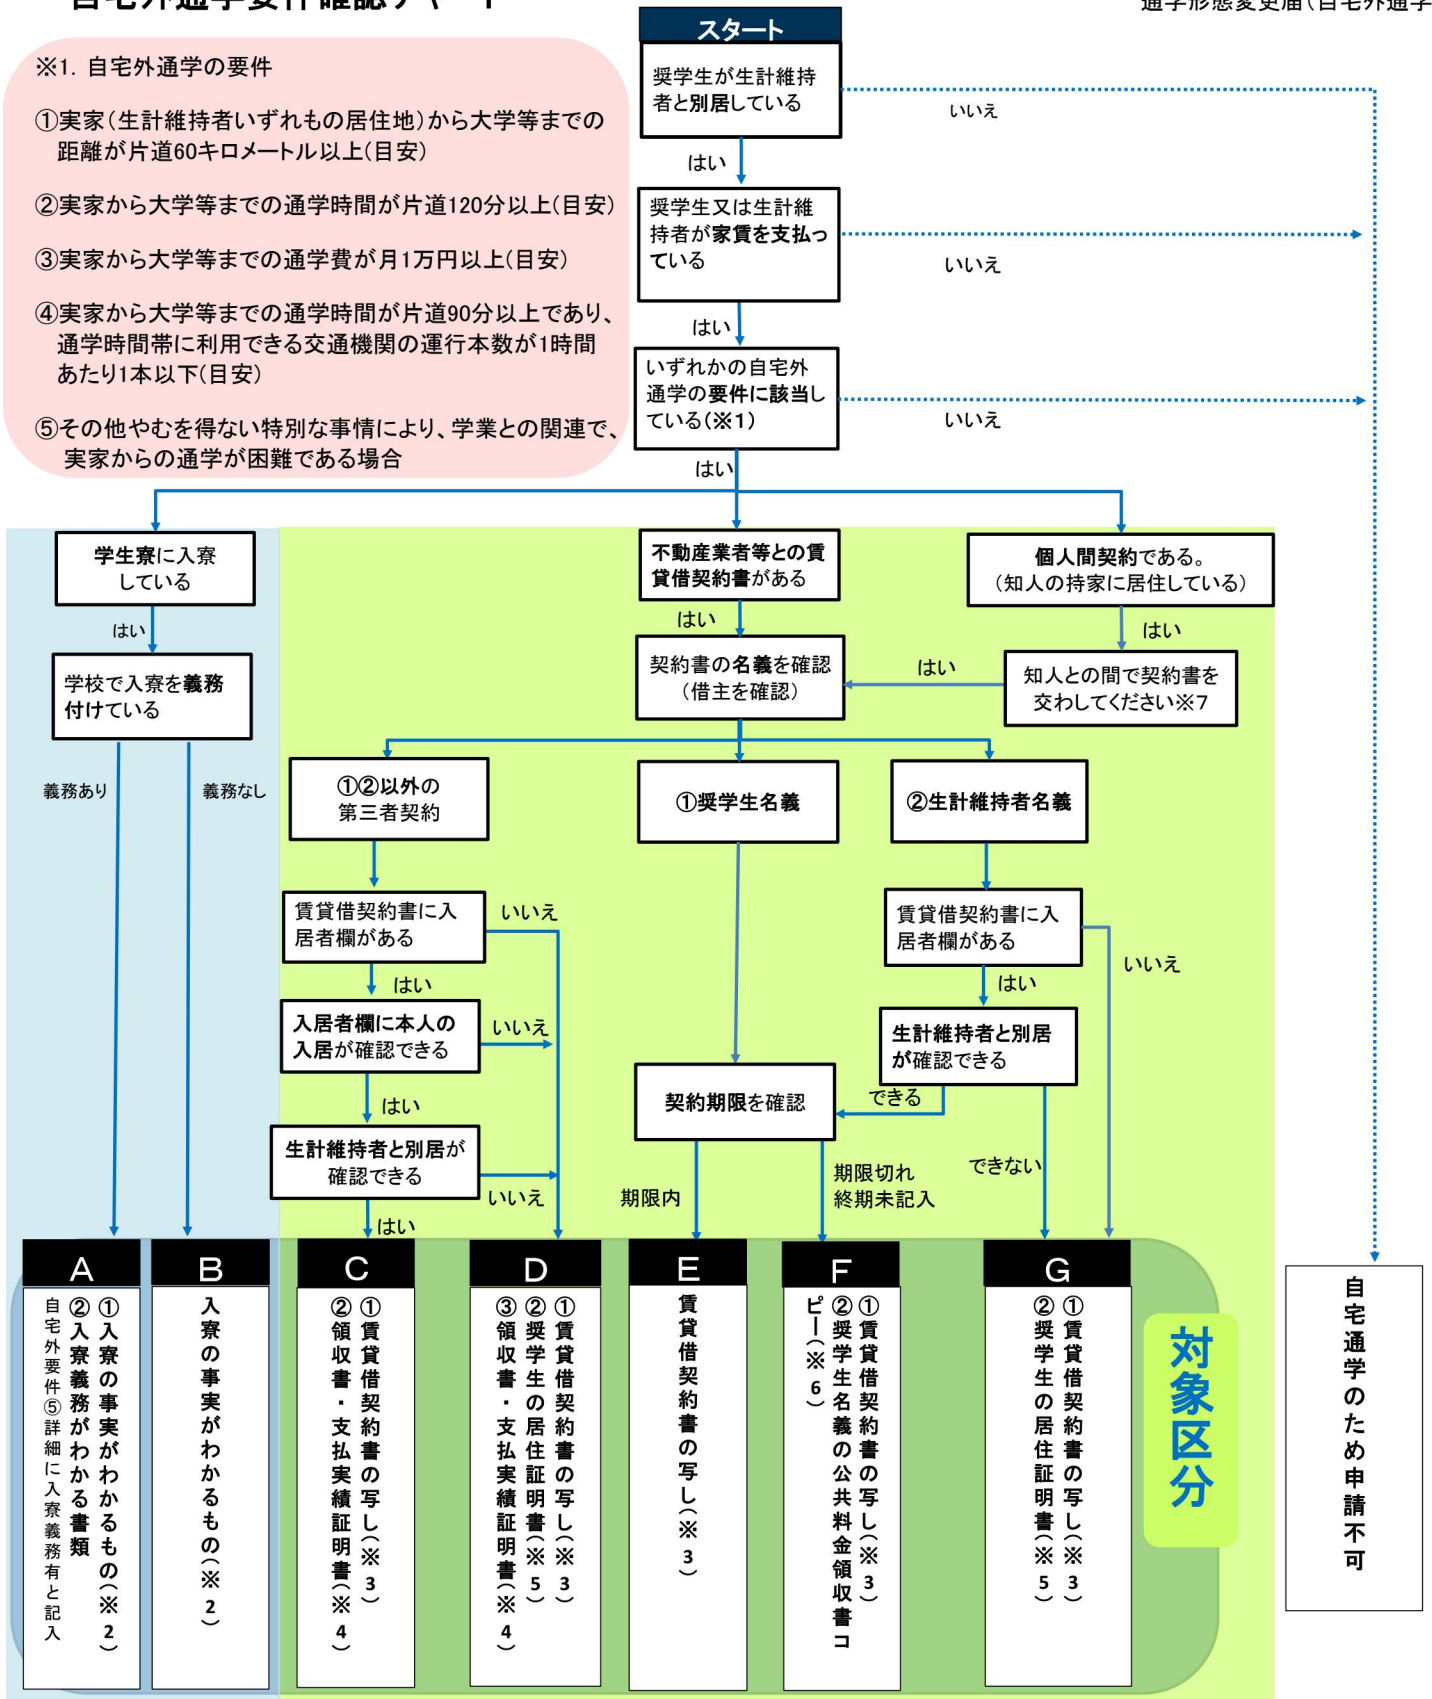 自宅外通学要件確認チャート
通学形態変更届(自宅外通学
※1. 自宅外通学の要件
①実家(生計維持者いずれもの居住地)から大学等までの
距離が片道60キロメートル以上(目安)
②実家から大学等までの通学時間が片道120分以上(目安)
③実家から大学等までの通学費が月1万円以上(目安)
④実家から大学等までの通学時間が片道90分以上であり、
通学時間帯に利用できる交通機関の運行本数が1時間
あたり1本以下(目安)
⑤その他やむを得ない特別な事情により、学業との関連で、
実家からの通学が困難である場合
スタート
奨学生が生計維持
者と別居している
いいえ
はい
奨学生又は生計維
持者が家賃を支払っ
ている
いいえ
はい
いずれかの自宅外
通学の要件に該当し
ている(※1)
いいえ
はい
学生寮に入寮
している
はい
学校で入寮を義務
付けている
義務あり
義務なし
不動産業者等との賃
貸借契約書がある
はい
契約書の名義を確認
(借主を確認)
個人間契約である。
(知人の持家に居住している)
はい
知人との間で契約書を
交わしてください※7
はい
①②以外の
第三者契約
①奨学生名義
②生計維持者名義
賃貸借契約書に入
居者欄がある
いいえ
はい
入居者欄に本人の
入居が確認できる
いいえ
はい
生計維持者と別居が
確認できる
いいえ
はい
賃貸借契約書に入
居者欄がある
いいえ
はい
生計維持者と別居
が確認できる
できる
できない
契約期限を確認
期限内
期限切れ
終期未記入
A
①入寮の事実がわかるもの(※2)
②入寮義務がわかる書類
自宅外要件⑤詳細に入寮義務有と記入
B
入寮の事実がわかるもの(※2)
C
①賃貸借契約書の写し(※3)
②領収書・支払実績証明書(※4)
D
①賃貸借契約書の写し(※3)
②奨学生の居住証明書(※5)
③領収書・支払実績証明書(※4)
E
賃貸借契約書の写し(※3)
F
①賃貸借契約書の写し(※3)
②奨学生名義の公共料金領収書コ
ピー(※6)
G
①賃貸借契約書の写し(※3)
②奨学生の居住証明書(※5)
対象区分
自宅通学のため申請不可